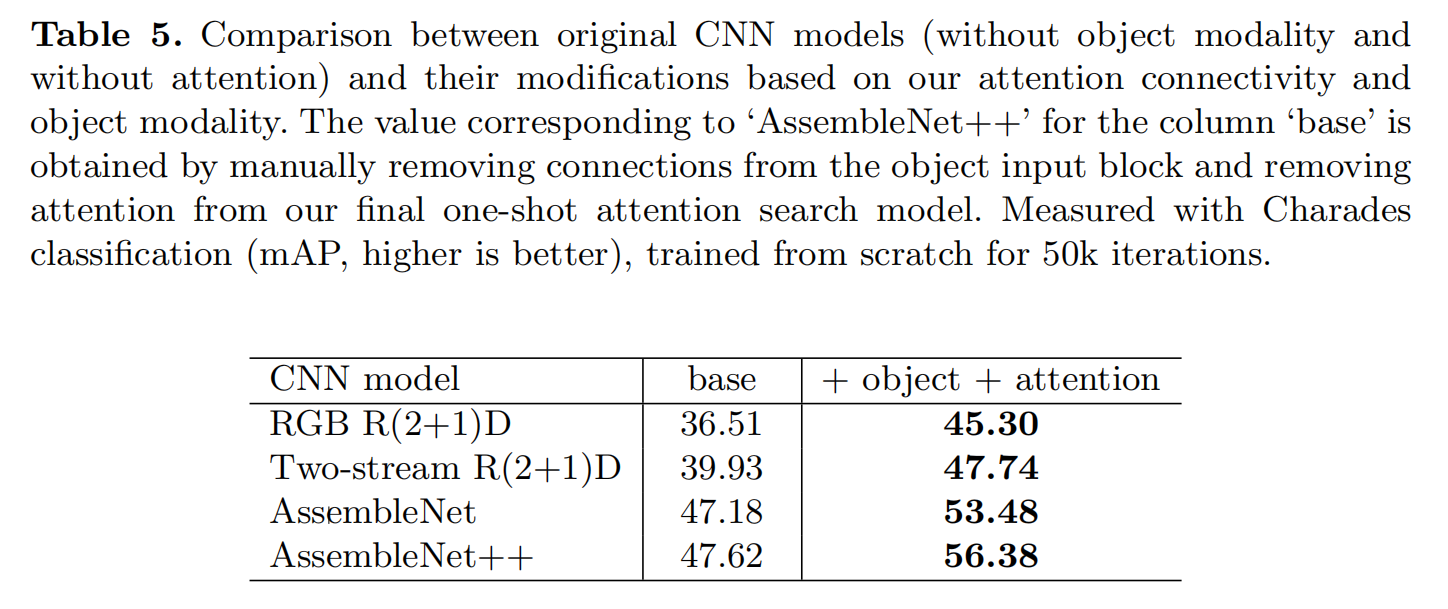 Table 5. Comparison between original CNN models (without object modality and
without attention) and their modifications based on our attention connectivity and
object modality. The value corresponding to ‘AssembleNet++’ for the column ‘base’ is
obtained by manually removing connections from the object input block and removing
attention from our final one-shot attention search model. Measured with Charades
classification (mAP, higher is better), trained from scratch for 50k iterations.
CNN model base + object + attention
RGB R(2+1)D 36.51 45.30
Two-stream R(2+1)D 39.93 47.74
AssembleNet 47.18 53.48
AssembleNet++ 47.62 56.38